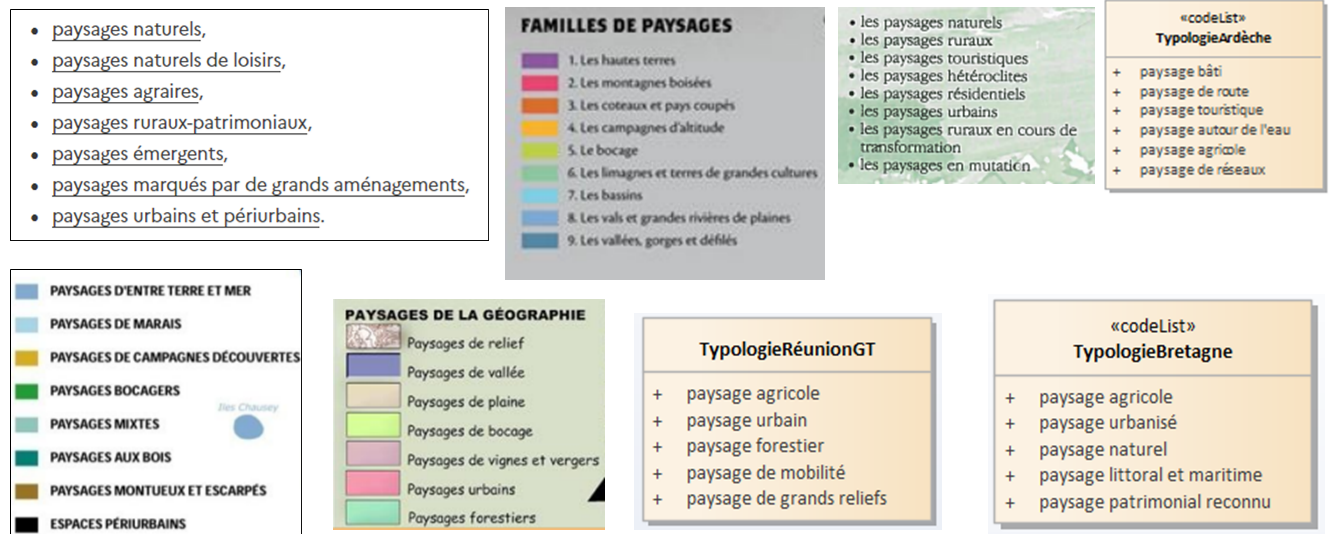 paysages naturels,
paysages naturels de loisirs,
paysages agraires,
paysages ruraux-patrimoniaux,
paysages émergents,
paysages marqués par de grands aménagements,
paysages urbains et périurbains.
FAMILLES DE PAYSAGES
1. Les hautes terres
2. Les montagnes boisées
3. Les coteaux et pays coupés
4. Les campagnes d'altitude
5. Le bocage
6. Les limagnes et terres de grandes cultures
7. Les bassins
8. Les vals et grandes rivières de plaines
9. Les vallées, gorges et défilés
• les paysages naturels
• les paysages ruraux
• les paysages touristiques
• les paysages hétéroclites
• les paysages résidentiels
• les paysages urbains
• les paysages ruraux en cours de
transformation
• les paysages en mutation
«codeList»
TypologieArdèche
+ paysage bâti
+ paysage de route
+ paysage touristique
+ paysage autour de l'eau
+ paysage agricole
+ paysage de réseaux
PAYSAGES D'ENTRE TERRE ET MER
PAYSAGES DE MARAIS
PAYSAGES DE CAMPAGNES DÉCOUVERTES
PAYSAGES BOCAGERS
Iles Chausey
PAYSAGES MIXTES
PAYSAGES AUX BOIS
PAYSAGES MONTUEUX ET ESCARPÉS
ESPACES PÉRIURBAINS
PAYSAGES DE LA GÉOGRAPHIE
Paysages de relief
Paysages de vallée
Paysages de plaine
Paysages de bocage
Paysages de vignes et vergers
Paysages urbains
Paysages forestiers
TypologieRéunionGT
+ paysage agricole
+ paysage urbain
+ paysage forestier
+ paysage de mobilité
+ paysage de grands reliefs
«codeList»
TypologieBretagne
+ paysage agricole
+ paysage urbanisé
+ paysage naturel
+ paysage littoral et maritime
+ paysage patrimonial reconnu